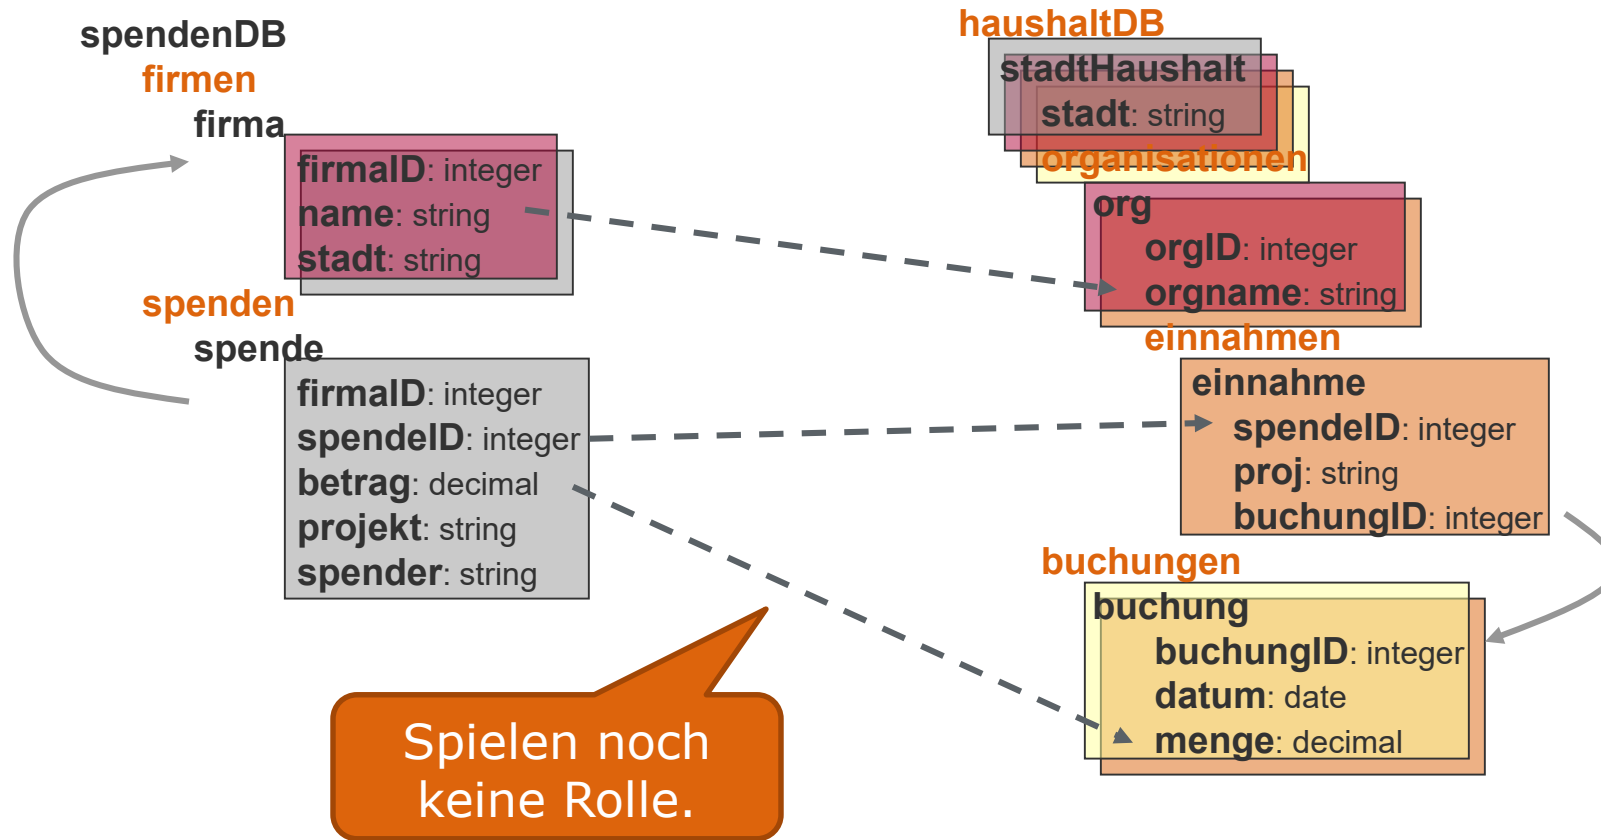 spendenDB
firmen
firma
firmaID: integer
name: string
stadt: string
spenden
spende
firmaID: integer
spendeID: integer
betrag: decimal
projekt: string
spender: string
haushaltDB
stadtHaushalt
stadt: string
organisationen
org
orgID: integer
orgname: string
einnahmen
einnahme
spendeID: integer
proj: string
buchungID: integer
buchungen
buchung
buchungID: integer
datum: date
menge: decimal
Spielen noch
keine Rolle.